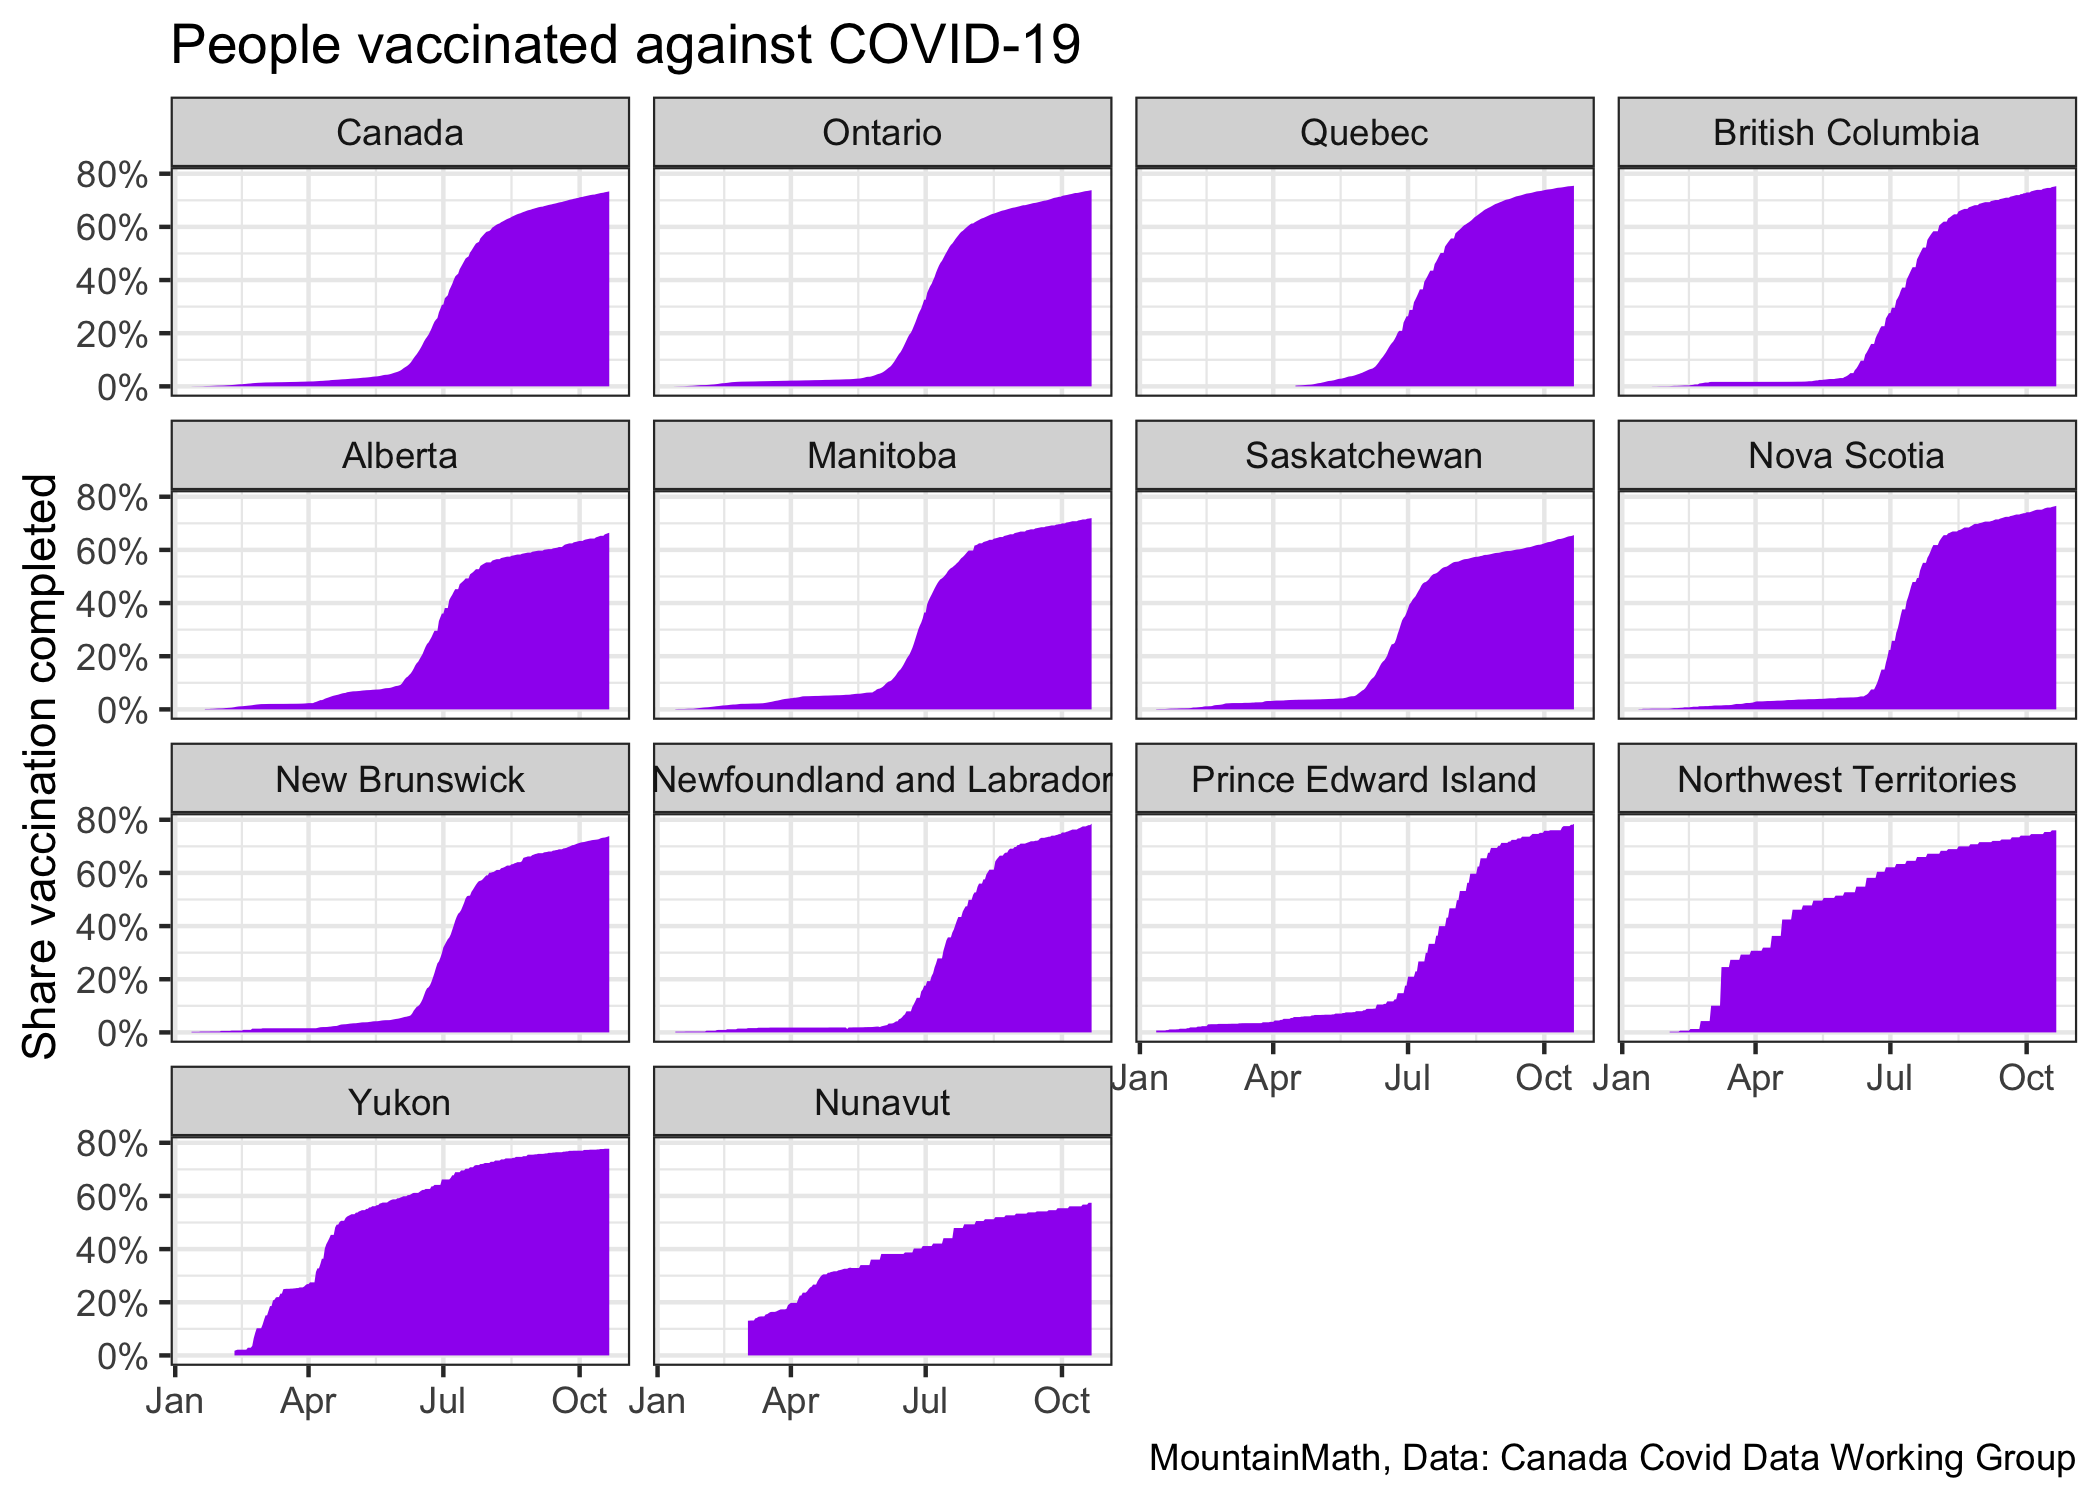 People vaccinated against COVID-19
Canada
Ontario
Quebec
British Columbia
80%
60%
40%
20%
0%
Alberta
Manitoba
Saskatchewan
Nova Scotia
80%
60%
40%
20%
0%
New Brunswick
Newfoundland and Labrador
Prince Edward Island
Northwest Territories
80%
60%
40%
20%
0%
Jan Apr Jul Oct
Jan Apr Jul Oct
Yukon
Nunavut
80%
60%
40%
20%
0%
Jan Apr Jul Oct
Jan Apr Jul Oct
Share vaccination completed
MountainMath, Data: Canada Covid Data Working Group